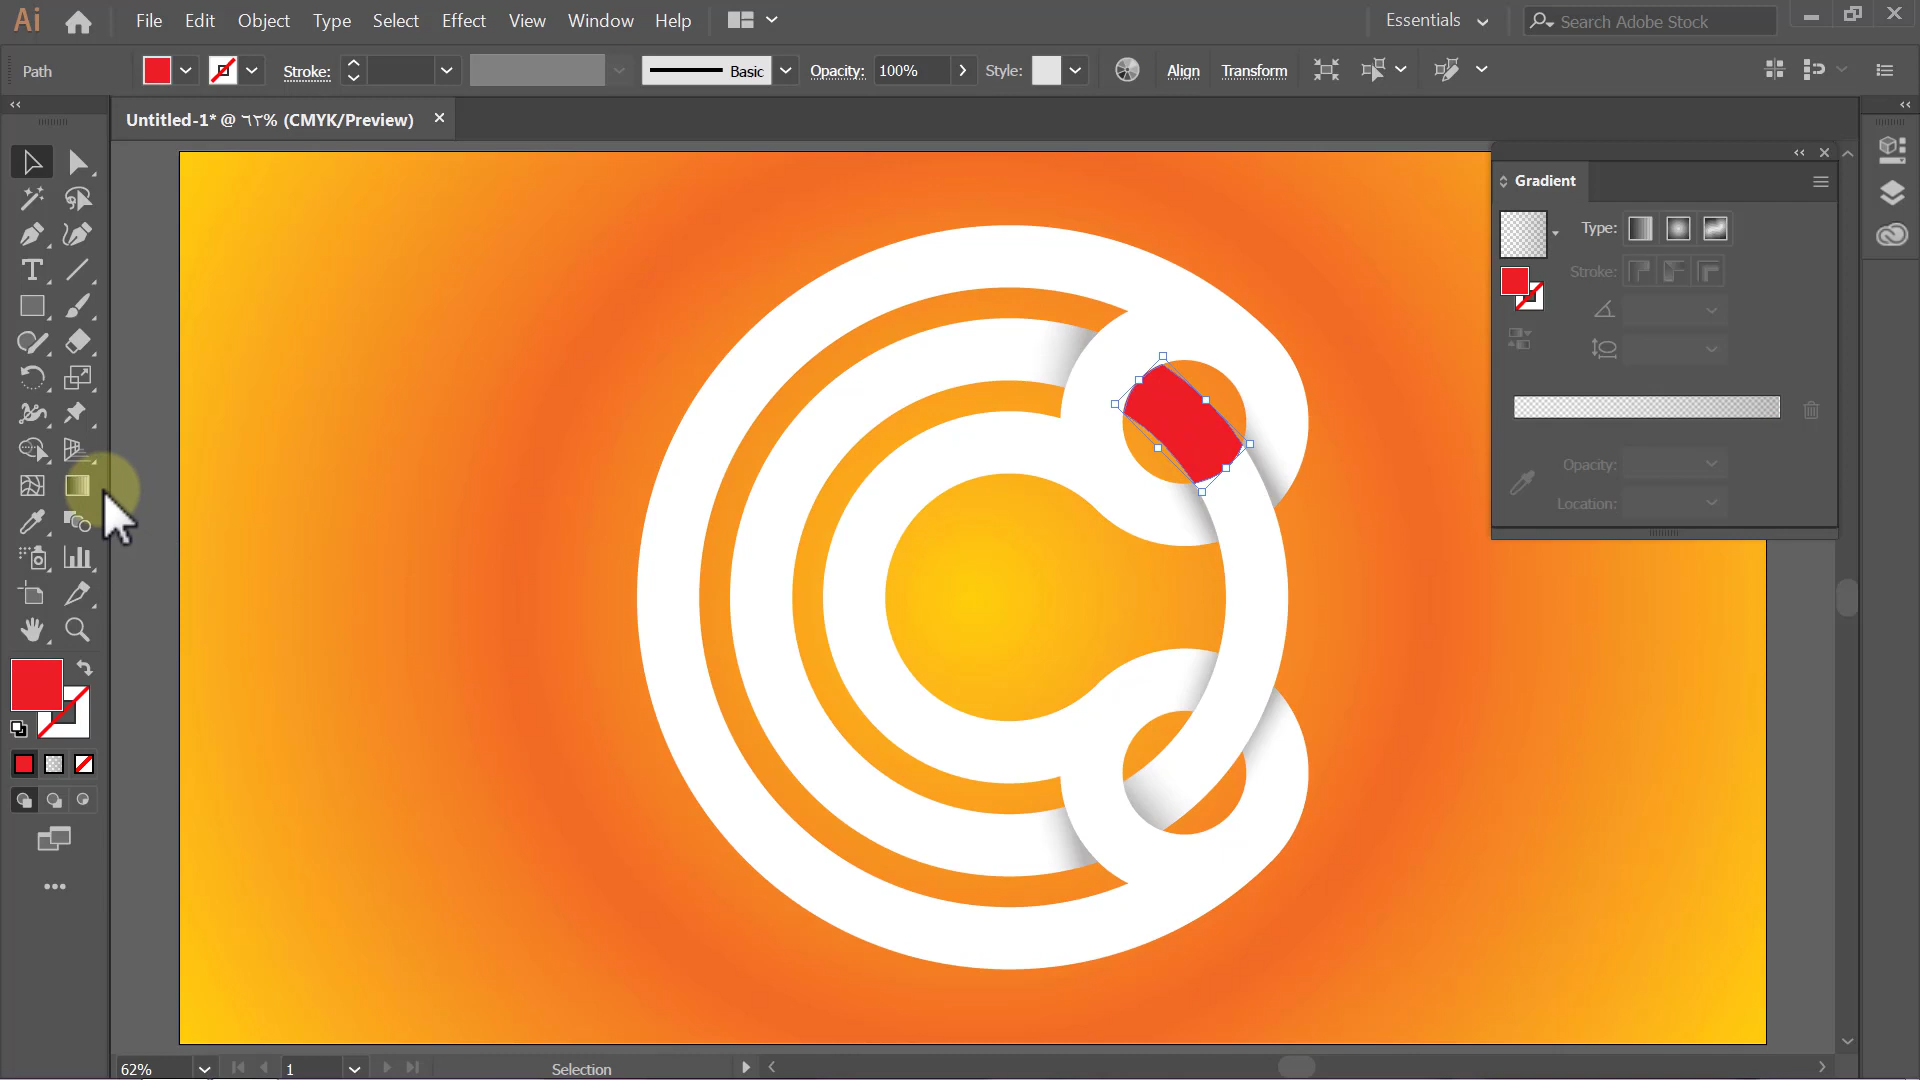 Ai File Edit Object Type Select Effect View Window Help Essentials Search Adobe Stock
Path Stroke: Basic Opacity: 100% Style: Align Transform
Untitled-1* @ ٦٢% (CMYK/Preview)
Gradient
Type:
Stroke:
Opacity:
Location:
62% 1 Selection